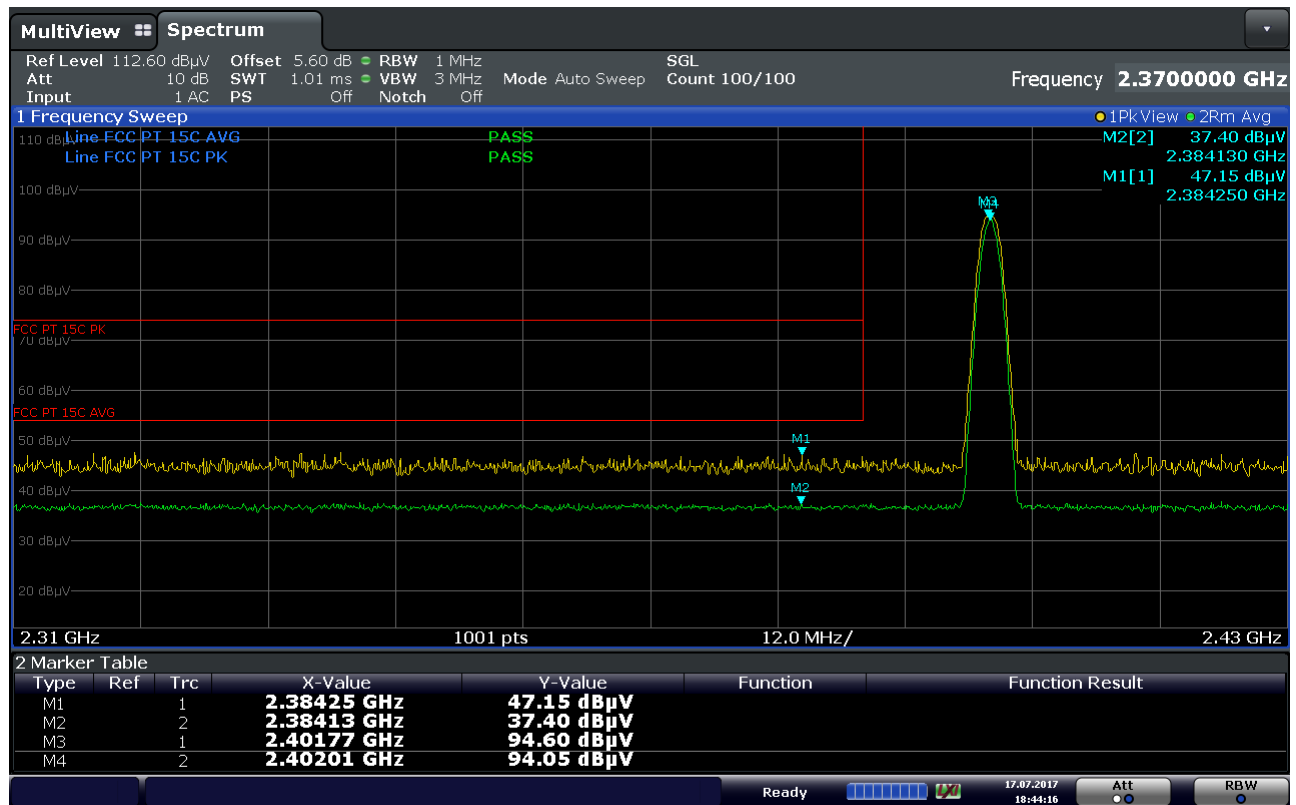 MultiView Spectrum
Ref Level 112.60 dBµV Offset 5.60 dB RBW 1 MHz SGL
Att 10 dB SWT 1.01 ms VBW 3 MHz Mode Auto Sweep Count 100/100 Frequency 2.3700000 GHz
Input 1 AC PS Off Notch Off
1 Frequency Sweep 1Pk View 2Rm Avg
110 dBµV Line FCC PT 15C AVG PASS M2[2] 37.40 dBµV
Line FCC PT 15C PK PASS 2.384130 GHz
M1[1] 47.15 dBµV
100 dBµV 2.384250 GHz
M3 M4
90 dBµV
80 dBµV
FCC PT 15C PK
70 dBµV
60 dBµV
FCC PT 15C AVG
50 dBµV M1
40 dBµV M2
30 dBµV
20 dBµV
2.31 GHz 1001 pts 12.0 MHz/ 2.43 GHz
2 Marker Table
Type Ref Trc X-Value Y-Value Function Function Result
M1 1 2.38425 GHz 47.15 dBµV
M2 2 2.38413 GHz 37.40 dBµV
M3 1 2.40177 GHz 94.60 dBµV
M4 2 2.40201 GHz 94.05 dBµV
Ready LXI 17.07.2017 Att RBW
18:44:16